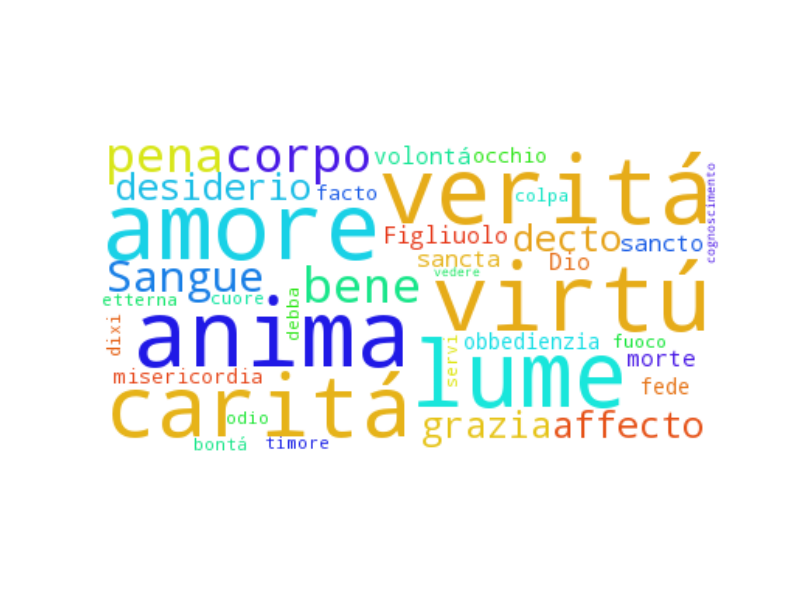 pena corpo volontá occhio
desiderio facto verità colpa cognoscimento
amore Figliuolo decto sancto
sancta Dio
Sangue bene vedere virtú
etterna cuore debba
dixi anima lume servi obbedienzia fuoco
morte
misericordia fede
caritá odio grazia affecto
bontá timore